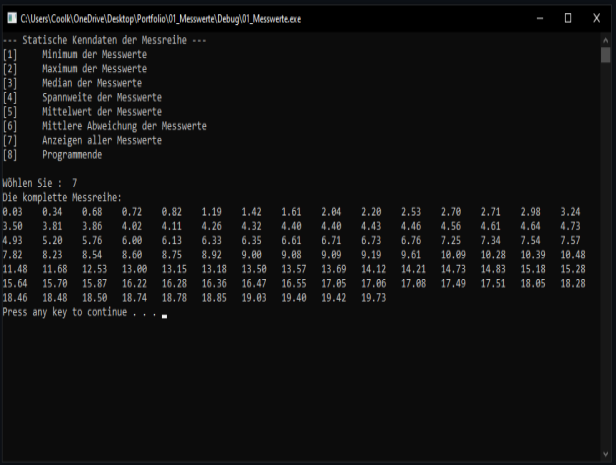 C:\Users\Coolk\OneDrive\Desktop\Portfolio\01_Messwerte\Debug\01_Messwerte.exe
--- Statische Kenndaten der Messreihe ---
[1] Minimum der Messwerte
[2] Maximum der Messwerte
[3] Median der Messwerte
[4] Spannweite der Messwerte
[5] Mittelwert der Messwerte
[6] Mittlere Abweichung der Messwerte
[7] Anzeigen aller Messwerte
[8] Programmende
Wöhlen Sie : 7
Die komplette Messreihe:
0.03 0.34 0.68 0.72 0.82 1.19 1.42 1.61 2.04 2.20 2.53 2.70 2.71 2.98 3.24
3.50 3.81 3.86 4.02 4.11 4.26 4.32 4.40 4.40 4.43 4.46 4.56 4.61 4.64 4.73
4.93 5.20 5.76 6.00 6.13 6.33 6.35 6.61 6.71 6.73 6.76 7.25 7.34 7.54 7.57
7.82 8.23 8.54 8.60 8.75 8.92 9.00 9.08 9.09 9.19 9.61 10.09 10.28 10.39 10.48
11.48 11.68 12.53 13.00 13.15 13.18 13.50 13.57 13.69 14.12 14.21 14.73 14.83 15.18 15.28
15.64 15.70 15.87 16.22 16.28 16.36 16.47 16.55 17.05 17.06 17.08 17.49 17.51 18.05 18.28
18.46 18.48 18.50 18.74 18.78 18.85 19.03 19.40 19.42 19.73
Press any key to continue . . .